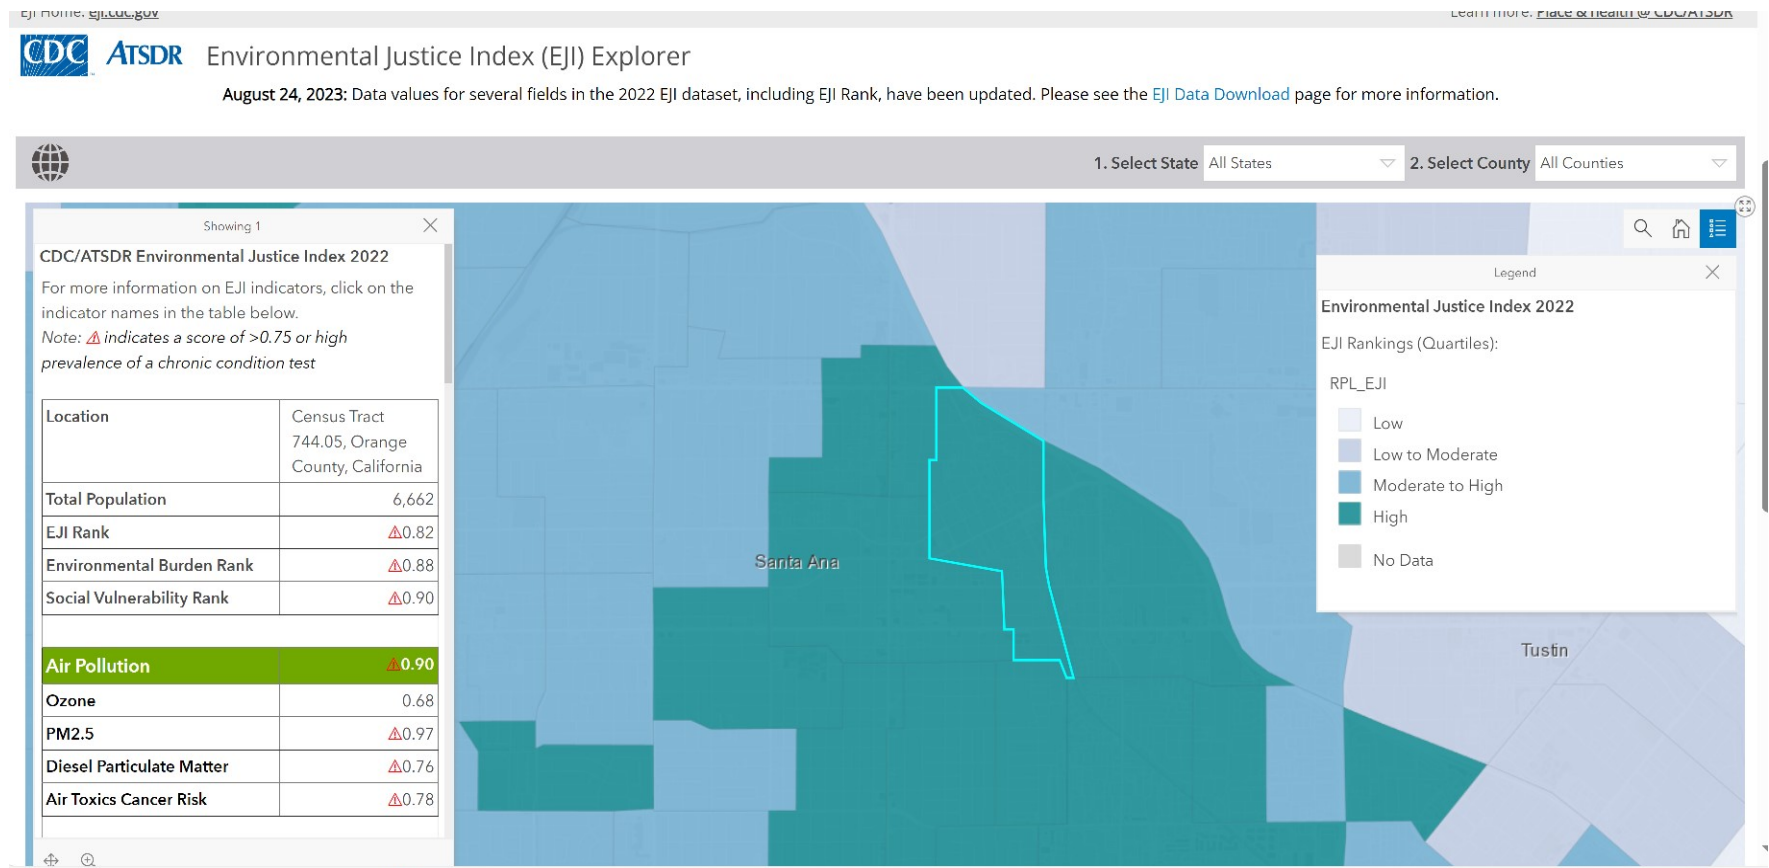 EJI Home: eji.cdc.gov
Learn more: Place & Health @ CDC/ATSDR
CDC ATSDR Environmental Justice Index (EJI) Explorer
August 24, 2023: Data values for several fields in the 2022 EJI dataset, including EJI Rank, have been updated. Please see the EJI Data Download page for more information.
1. Select State All States 2. Select County All Counties
Showing 1
CDC/ATSDR Environmental Justice Index 2022
For more information on EJI indicators, click on the
indicator names in the table below.
Note: ⚠ indicates a score of >0.75 or high
prevalence of a chronic condition test
Location Census Tract
744.05, Orange
County, California
Total Population 6,662
EJI Rank ⚠0.82
Environmental Burden Rank ⚠0.88
Social Vulnerability Rank ⚠0.90
Air Pollution ⚠0.90
Ozone 0.68
PM2.5 ⚠0.97
Diesel Particulate Matter ⚠0.76
Air Toxics Cancer Risk ⚠0.78
Santa Ana
Tustin
Legend
Environmental Justice Index 2022
EJI Rankings (Quartiles):
RPL_EJI
Low
Low to Moderate
Moderate to High
High
No Data